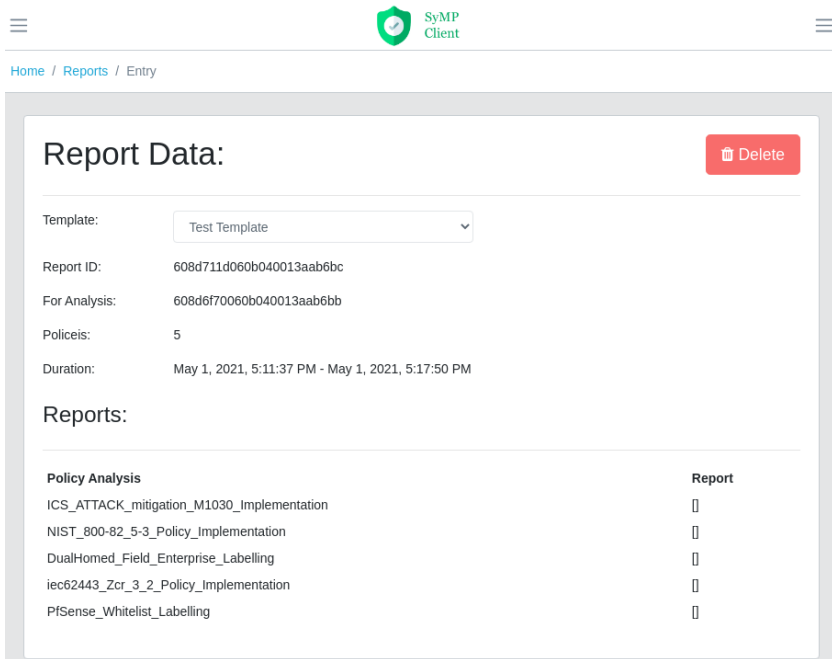 SyMP
Client
Home / Reports / Entry
Report Data:
Delete
Template: Test Template
Report ID: 608d711d060b040013aab6bc
For Analysis: 608d6f70060b040013aab6bb
Policeis: 5
Duration: May 1, 2021, 5:11:37 PM - May 1, 2021, 5:17:50 PM
Reports:
Policy Analysis Report
ICS_ATTACK_mitigation_M1030_Implementation []
NIST_800-82_5-3_Policy_Implementation []
DualHomed_Field_Enterprise_Labelling []
iec62443_Zcr_3_2_Policy_Implementation []
PfSense_Whitelist_Labelling []